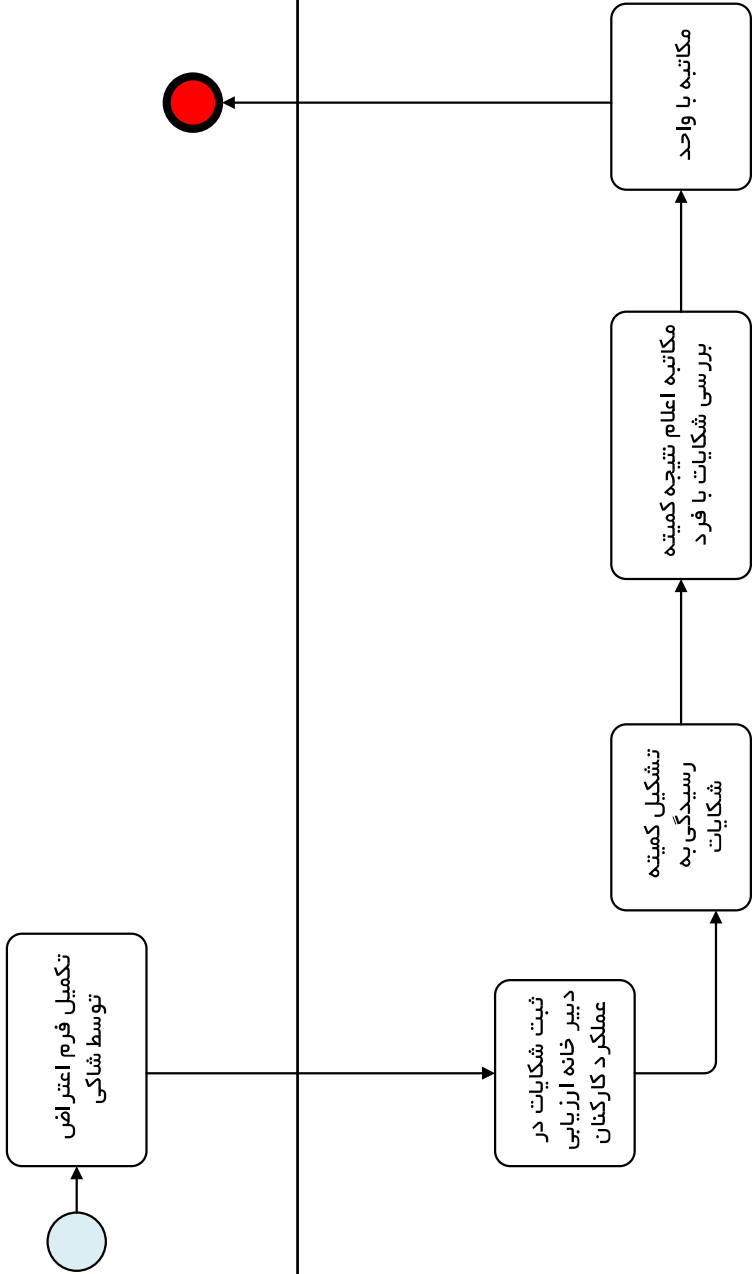 تکمیل فرم اعتراض
توسط شاکی
ثبت شکایات در
دبیر خانه ارزیابی
عملکرد کارکنان
تشکیل کمیته
رسیدگی به
شکایات
مکاتبه اعلام نتیجه کمیته
بررسی شکایات با فرد
مکاتبه با واحد